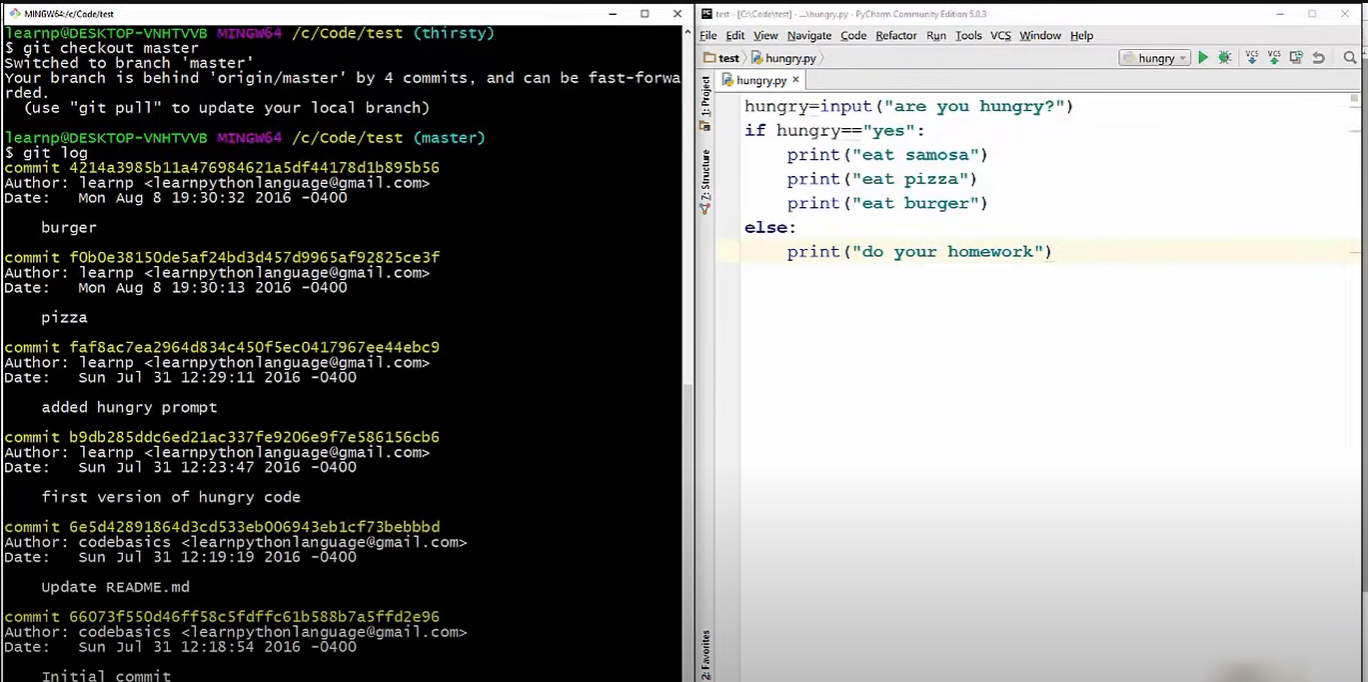 MINGW64:/c/Code/test
learnp@DESKTOP-VNHTVVB MINGW64 /c/Code/test (thirsty)
$ git checkout master
Switched to branch 'master'
Your branch is behind 'origin/master' by 4 commits, and can be fast-forwa
rded.
(use "git pull" to update your local branch)
learnp@DESKTOP-VNHTVVB MINGW64 /c/Code/test (master)
$ git log
commit 4214a3985b11a476984621a5df44178d1b895b56
Author: learnp <learnpythonlanguage@gmail.com>
Date: Mon Aug 8 19:30:32 2016 -0400
burger
commit f0b0e38150de5af24bd3d457d9965af92825ce3f
Author: learnp <learnpythonlanguage@gmail.com>
Date: Mon Aug 8 19:30:13 2016 -0400
pizza
commit faf8ac7ea2964d834c450f5ec0417967ee44ebc9
Author: learnp <learnpythonlanguage@gmail.com>
Date: Sun Jul 31 12:29:11 2016 -0400
added hungry prompt
commit b9db285ddc6ed21ac337fe9206e9f7e586156cb6
Author: learnp <learnpythonlanguage@gmail.com>
Date: Sun Jul 31 12:23:47 2016 -0400
first version of hungry code
commit 6e5d42891864d3cd533eb006943eb1cf73bebbbd
Author: codebasics <learnpythonlanguage@gmail.com>
Date: Sun Jul 31 12:19:19 2016 -0400
Update README.md
commit 66073f550d46ff58c5fdffc61b588b7a5ffd2e96
Author: codebasics <learnpythonlanguage@gmail.com>
Date: Sun Jul 31 12:18:54 2016 -0400
Initial commit
PC test - [C:\Code\test] - ...\hungry.py - PyCharm Community Edition 5.0.3
File Edit View Navigate Code Refactor Run Tools VCS Window Help
test hungry.py hungry VCS VCS
hungry.py
1: Project
7: Structure
2: Favorites
hungry=input("are you hungry?")
if hungry=="yes":
print("eat samosa")
print("eat pizza")
print("eat burger")
else:
print("do your homework")